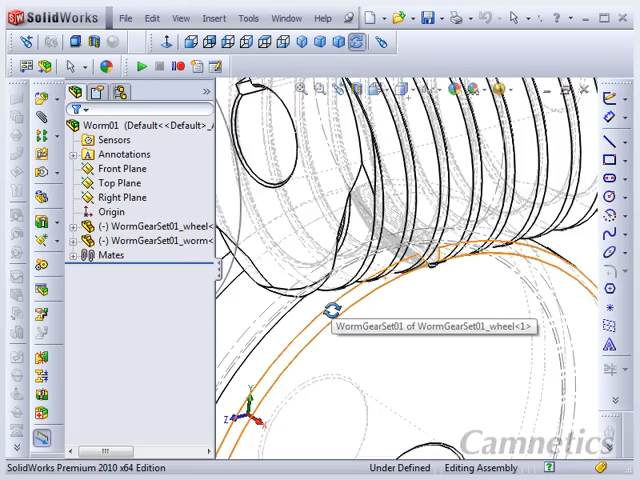 SolidWorks File Edit View Insert Tools Window Help
Worm01 (Default<<Default>_A
Sensors
Annotations
Front Plane
Top Plane
Right Plane
Origin
(-) WormGearSet01_wheel<
(-) WormGearSet01_worm<
Mates
WormGearSet01 of WormGearSet01_wheel<1>
Y
Z X
Camnetics
SolidWorks Premium 2010 x64 Edition Under Defined Editing Assembly